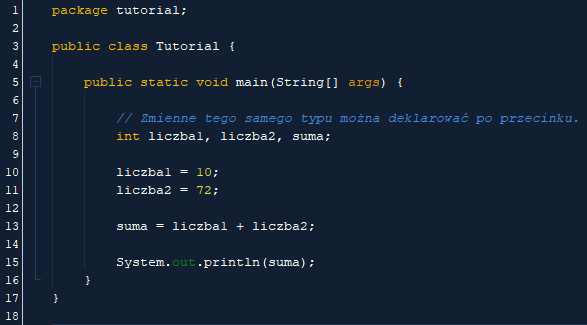 1 package tutorial;
2
3 public class Tutorial {
4
5 public static void main(String[] args) {
6
7 // Zmienne tego samego typu można deklarować po przecinku.
8 int liczba1, liczba2, suma;
9
10 liczba1 = 10;
11 liczba2 = 72;
12
13 suma = liczba1 + liczba2;
14
15 System.out.println(suma);
16 }
17 }
18